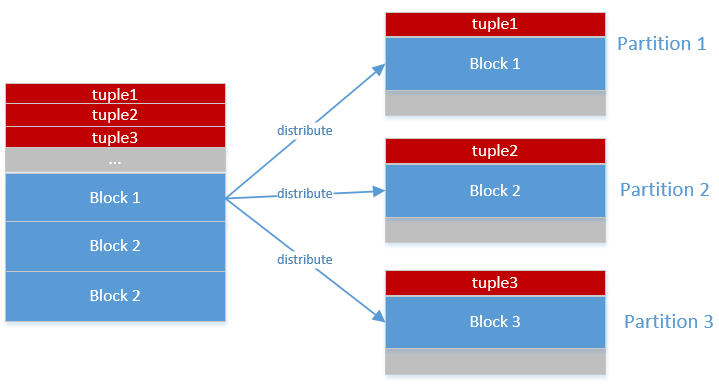 tuple1
tuple2
tuple3
...
Block 1
Block 2
Block 2
distribute
distribute
distribute
tuple1
Block 1
Partition 1
tuple2
Block 2
Partition 2
tuple3
Block 3
Partition 3